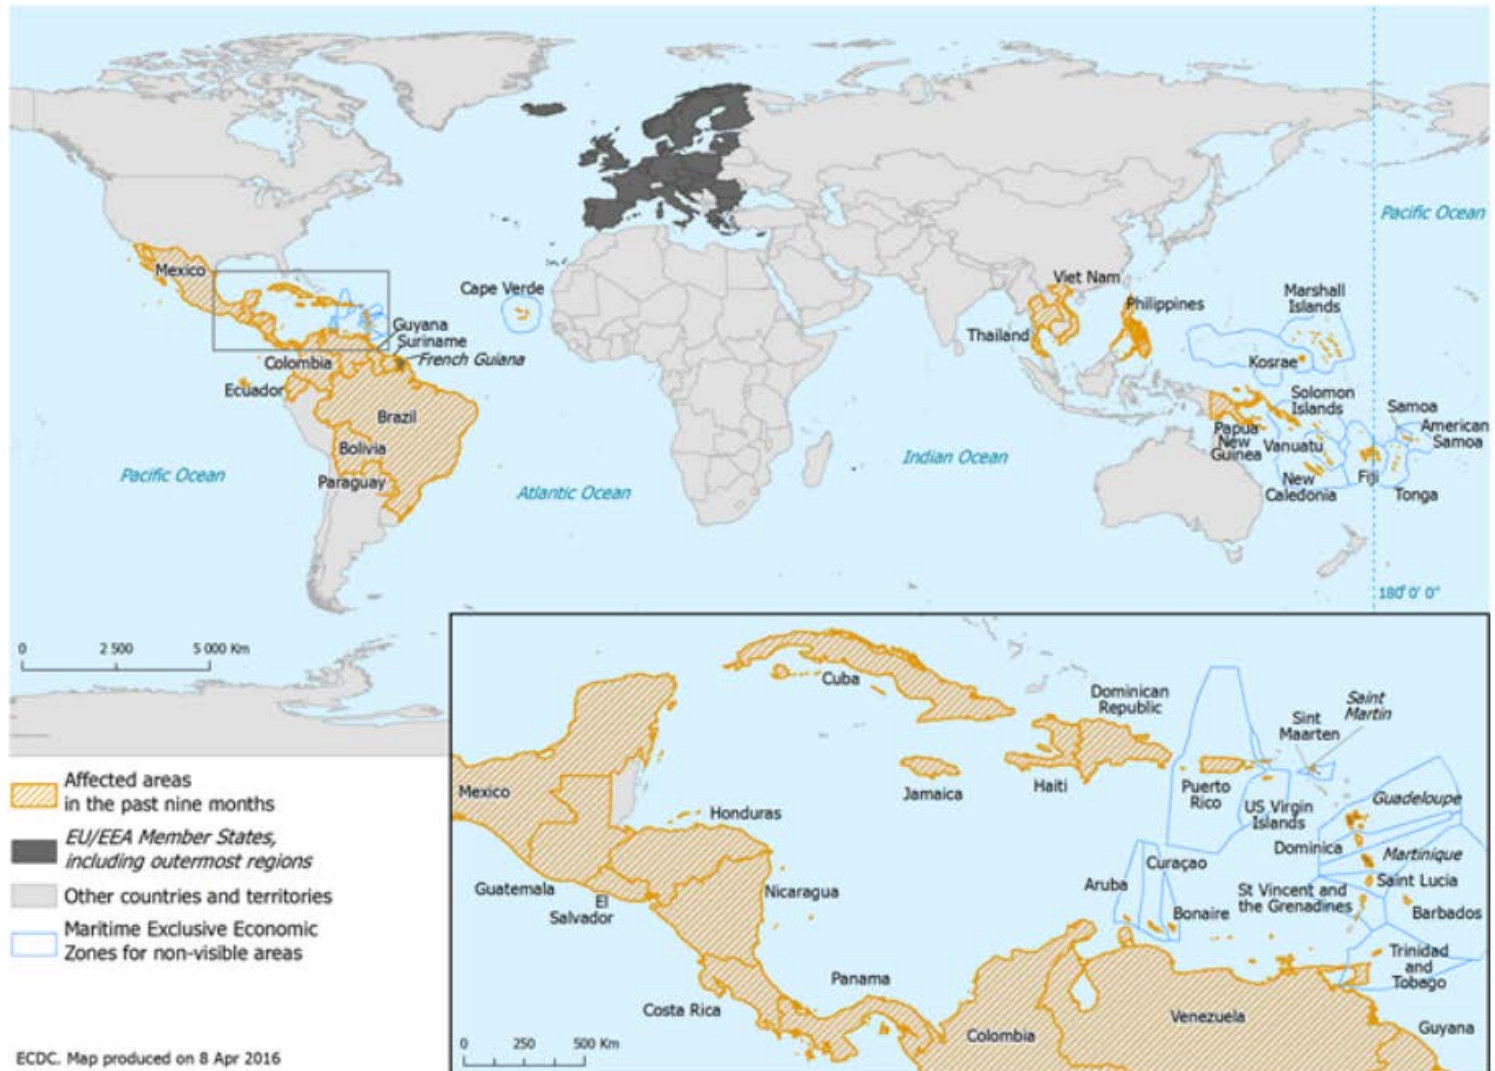 Pacific Ocean
Mexico
Cape Verde
Viet Nam
Philippines
Marshall
Islands
Guyana
Suriname
French Guiana
Colombia
Ecuador
Thailand
Kosrae
Brazil
Solomon
Islands
Samoa
American
Samoa
Papua
New
Guinea
Vanuatu
Bolivia
Indian Ocean
Pacific Ocean
Paraguay
Atlantic Ocean
New
Caledonia
Fiji
Tonga
180° 0' 0"
0 2 500 5 000 Km
Cuba
Dominican
Republic
Saint
Martin
Sint
Maarten
Mexico
Jamaica
Haiti
Puerto
Rico
US Virgin
Islands
Guadeloupe
Honduras
Dominica
Martinique
Guatemala
El
Salvador
Nicaragua
Aruba
Curaçao
Bonaire
St Vincent and
the Grenadines
Saint Lucia
Barbados
Trinidad
and
Tobago
Panama
Costa Rica
Colombia
Venezuela
Guyana
0 250 500 Km
Affected areas
in the past nine months
EU/EEA Member States,
including outermost regions
Other countries and territories
Maritime Exclusive Economic
Zones for non-visible areas
ECDC. Map produced on 8 Apr 2016